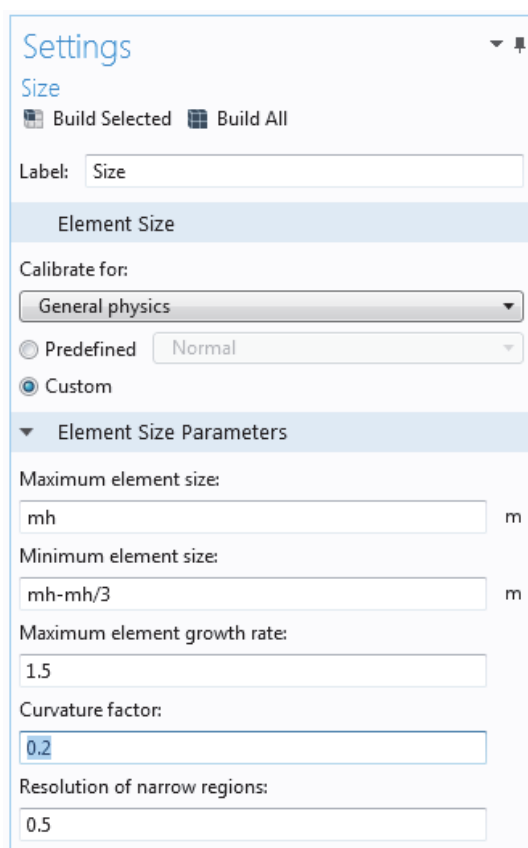 Settings
Size
Build Selected Build All
Label: Size
Element Size
Calibrate for:
General physics
Predefined Normal
Custom
Element Size Parameters
Maximum element size:
mh m
Minimum element size:
mh-mh/3 m
Maximum element growth rate:
1.5
Curvature factor:
0.2
Resolution of narrow regions:
0.5